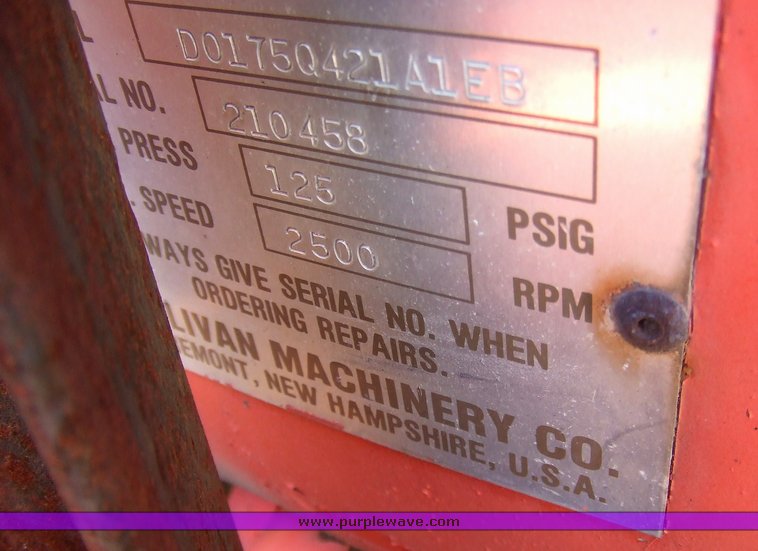 L
D0175Q421A1EB
L NO.
210458
PRESS
125
PSIG
. SPEED
2500
RPM
WAYS GIVE SERIAL NO. WHEN
ORDERING REPAIRS.
LIVAN MACHINERY CO.
EMONT, NEW HAMPSHIRE, U.S.A.
www.purplewave.com